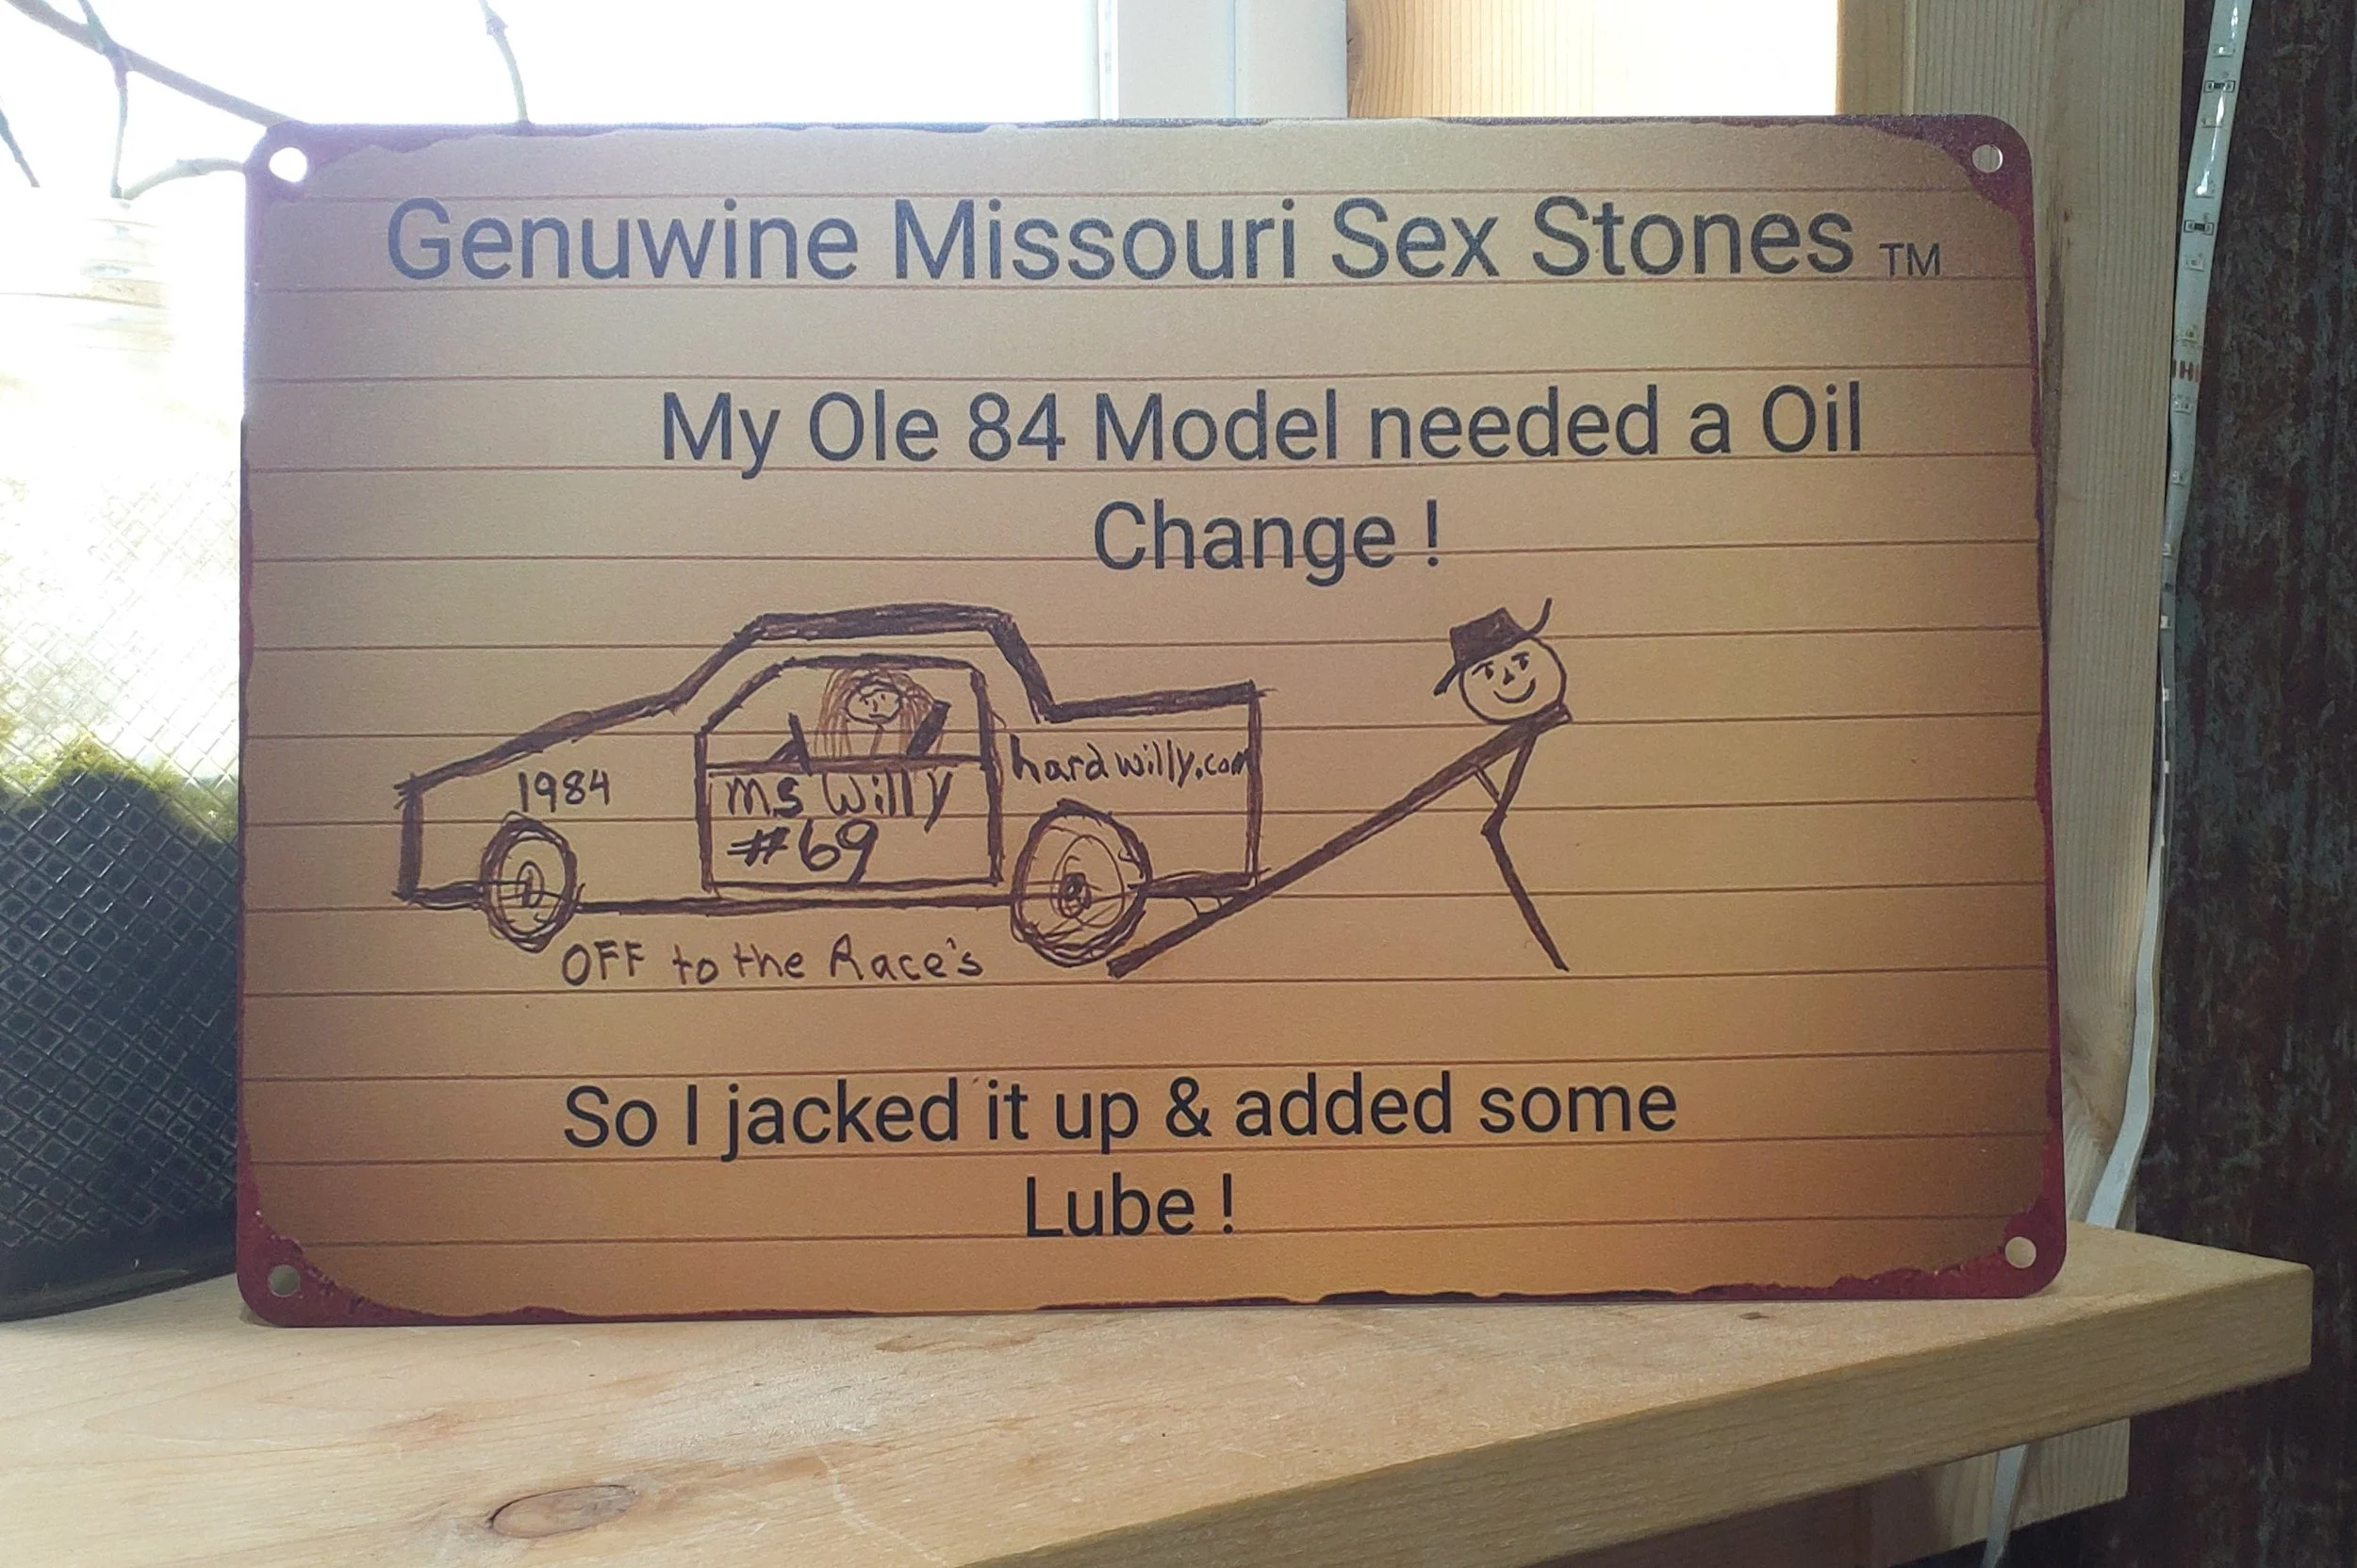 Genuwine Missouri Sex Stones TM
My Ole 84 Model needed a Oil
Change !
1984
Ms Willy
#69
hardwilly.com
OFF to the Race's
So I jacked it up & added some
Lube !